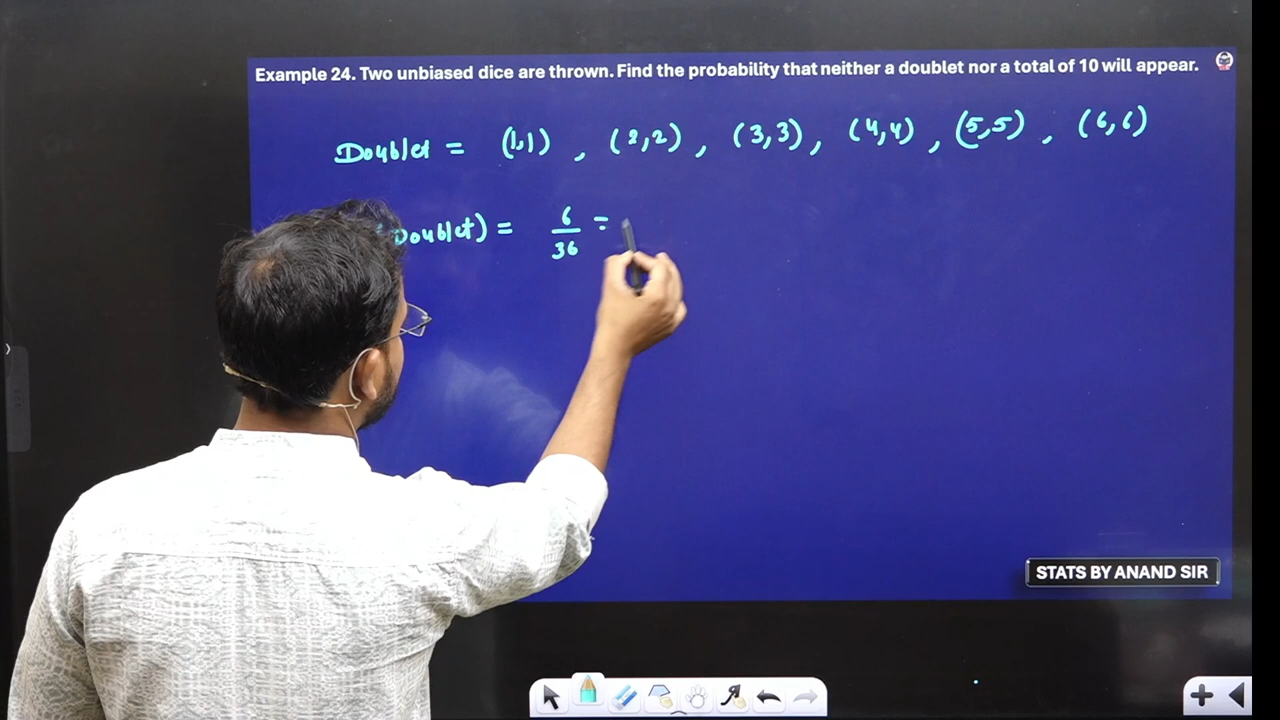 Example 24. Two unbiased dice are thrown. Find the probability that neither a doublet nor a total of 10 will appear.
Doublet = (1,1) , (2,2) , (3,3) , (4,4) , (5,5) , (6,6)
Doublet) = 6/36 =
STATS BY ANAND SIR